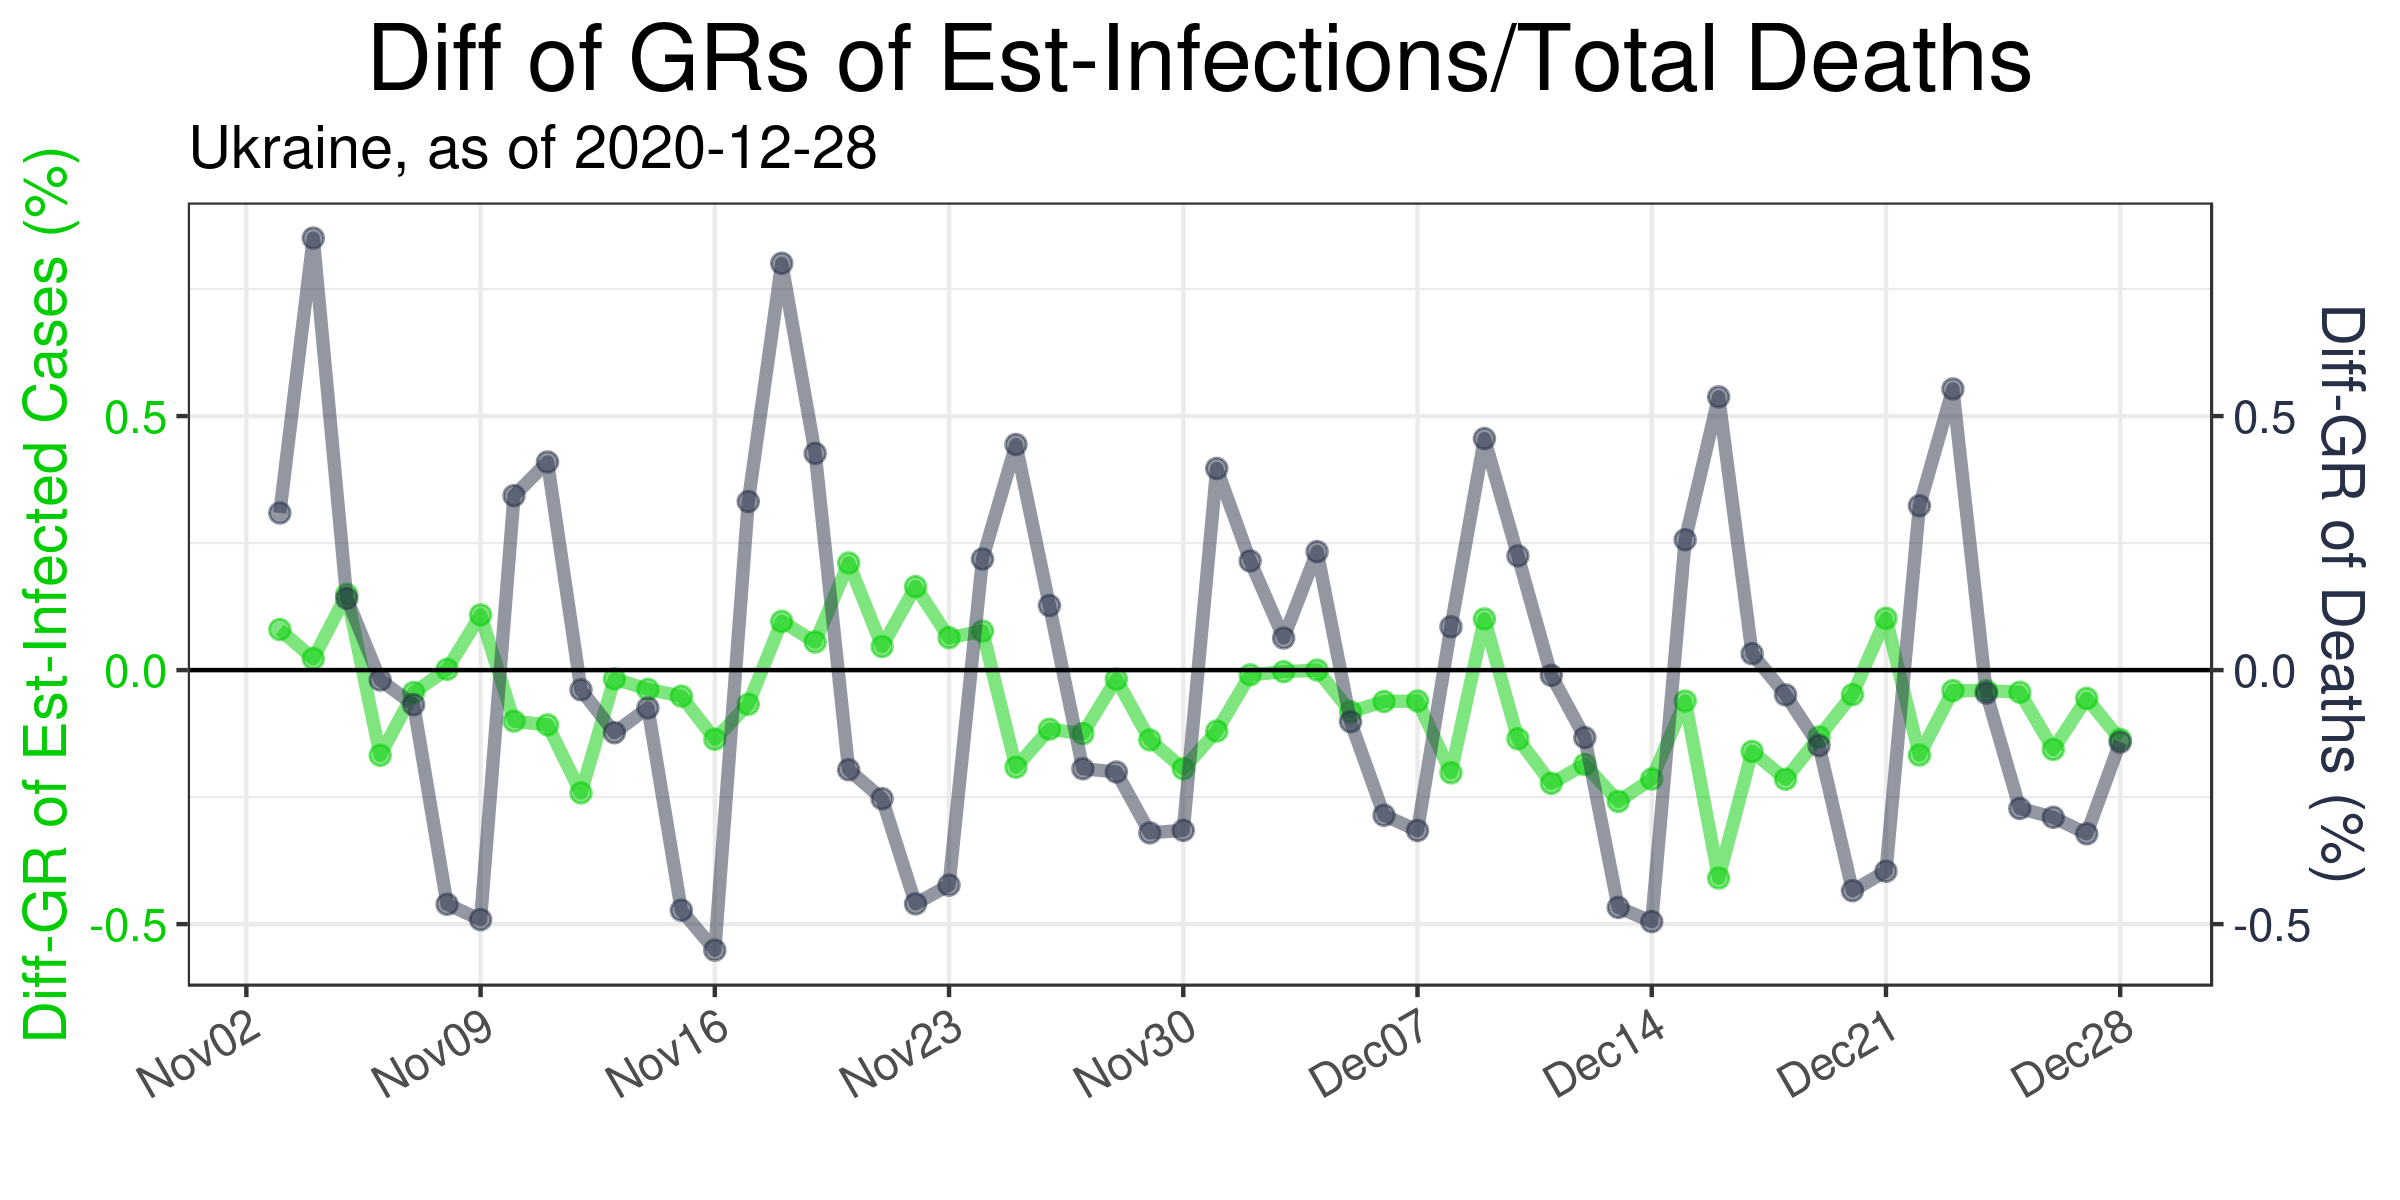 Diff of GRs of Est-Infections/Total Deaths
Ukraine, as of 2020-12-28
Diff-GR of Est-Infected Cases (%)
0.5
0.0
-0.5
0.5
0.0
-0.5
Diff-GR of Deaths (%)
Nov02
Nov09
Nov16
Nov23
Nov30
Dec07
Dec14
Dec21
Dec28